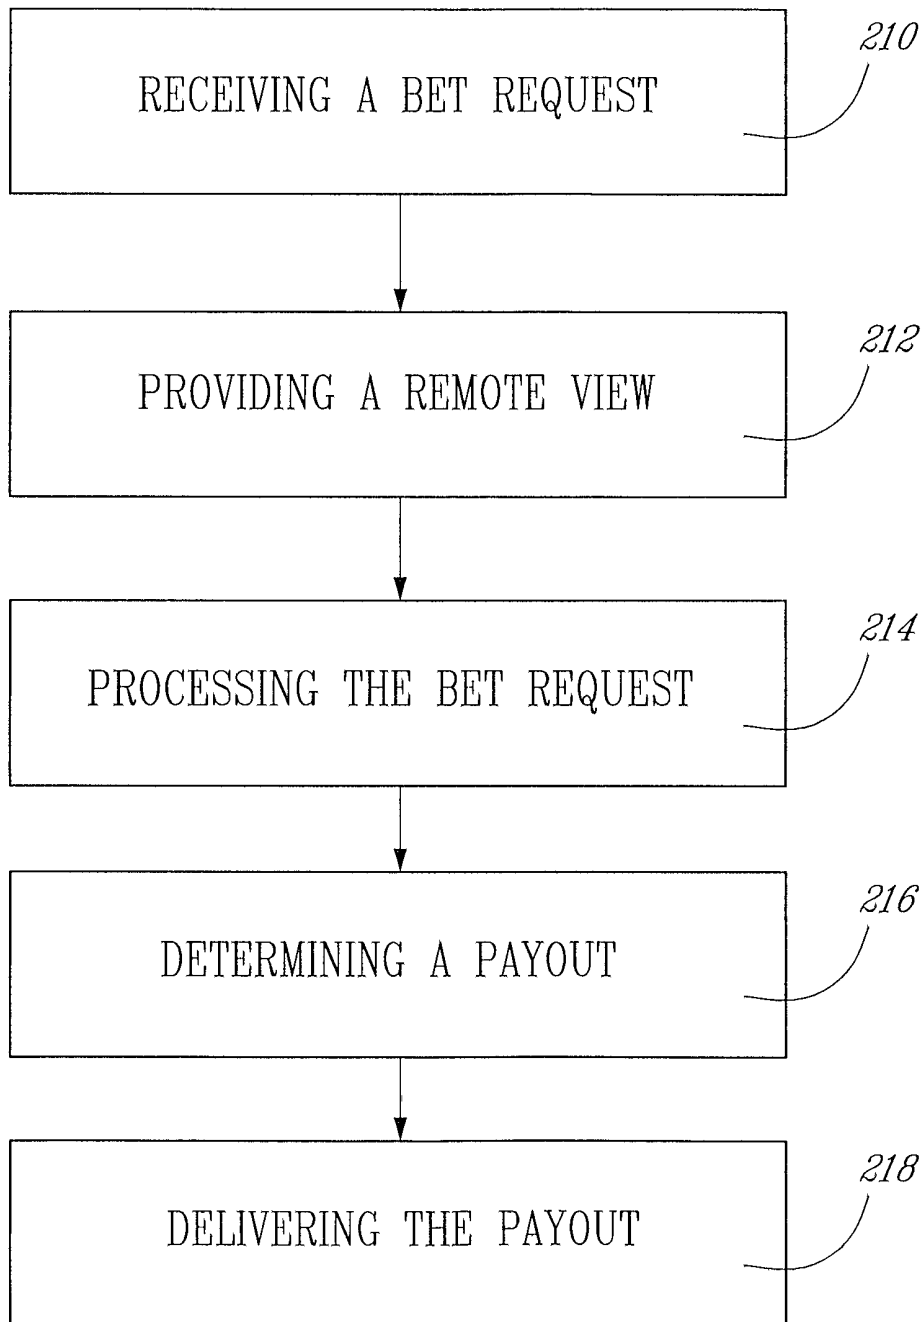 210
RECEIVING A BET REQUEST
212
PROVIDING A REMOTE VIEW
214
PROCESSING THE BET REQUEST
216
DETERMINING A PAYOUT
218
DELIVERING THE PAYOUT